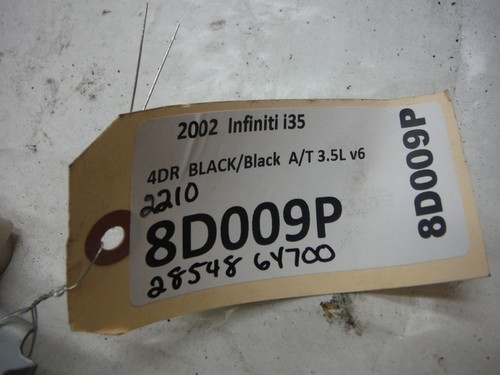 2002 Infiniti i35
4DR BLACK/Black A/T 3.5L v6
2210
8D009P
28548 6Y700
8D009P